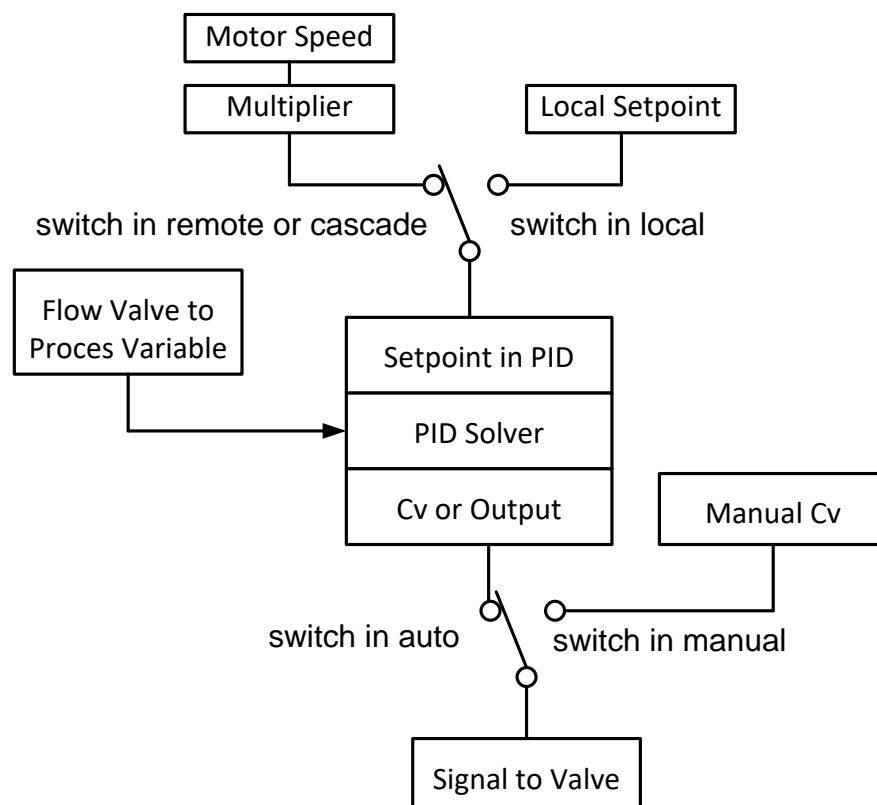 Motor Speed
Multiplier
Local Setpoint
switch in remote or cascade
switch in local
Flow Valve to
Proces Variable
Setpoint in PID
PID Solver
Cv or Output
Manual Cv
switch in auto
switch in manual
Signal to Valve